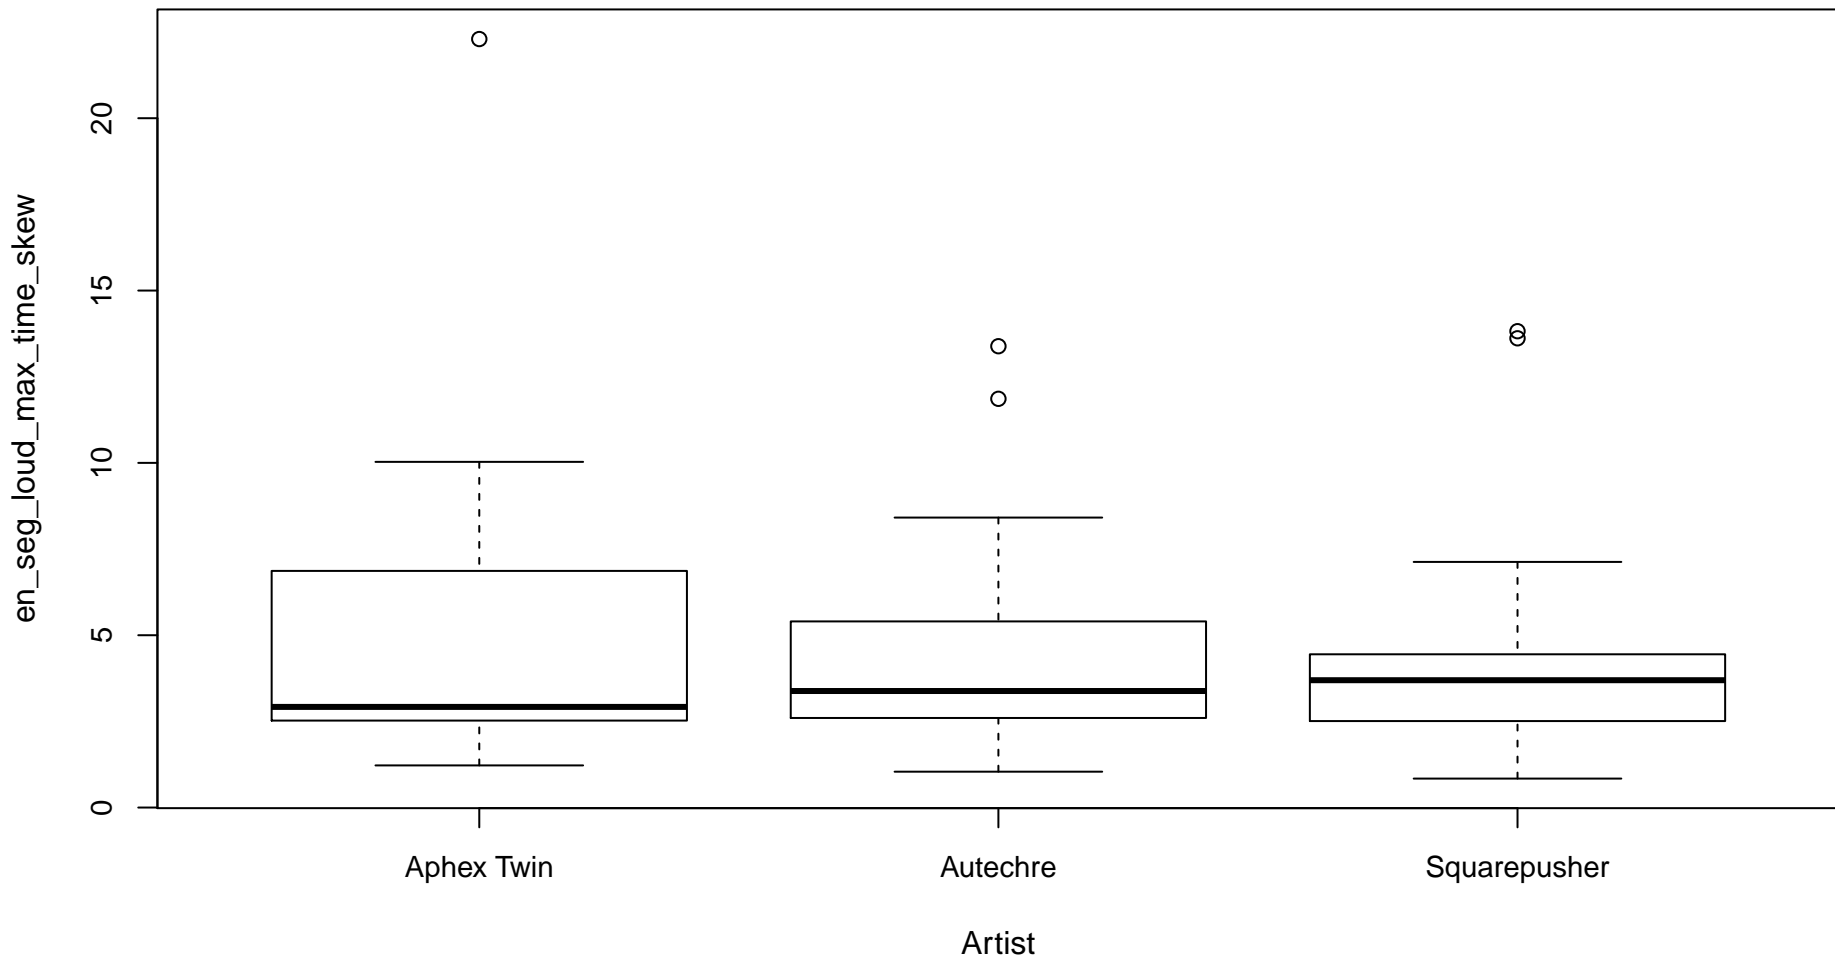 en_seg_loud_max_time_skew
20
15
10
5
0
Aphex Twin
Autechre
Squarepusher
Artist